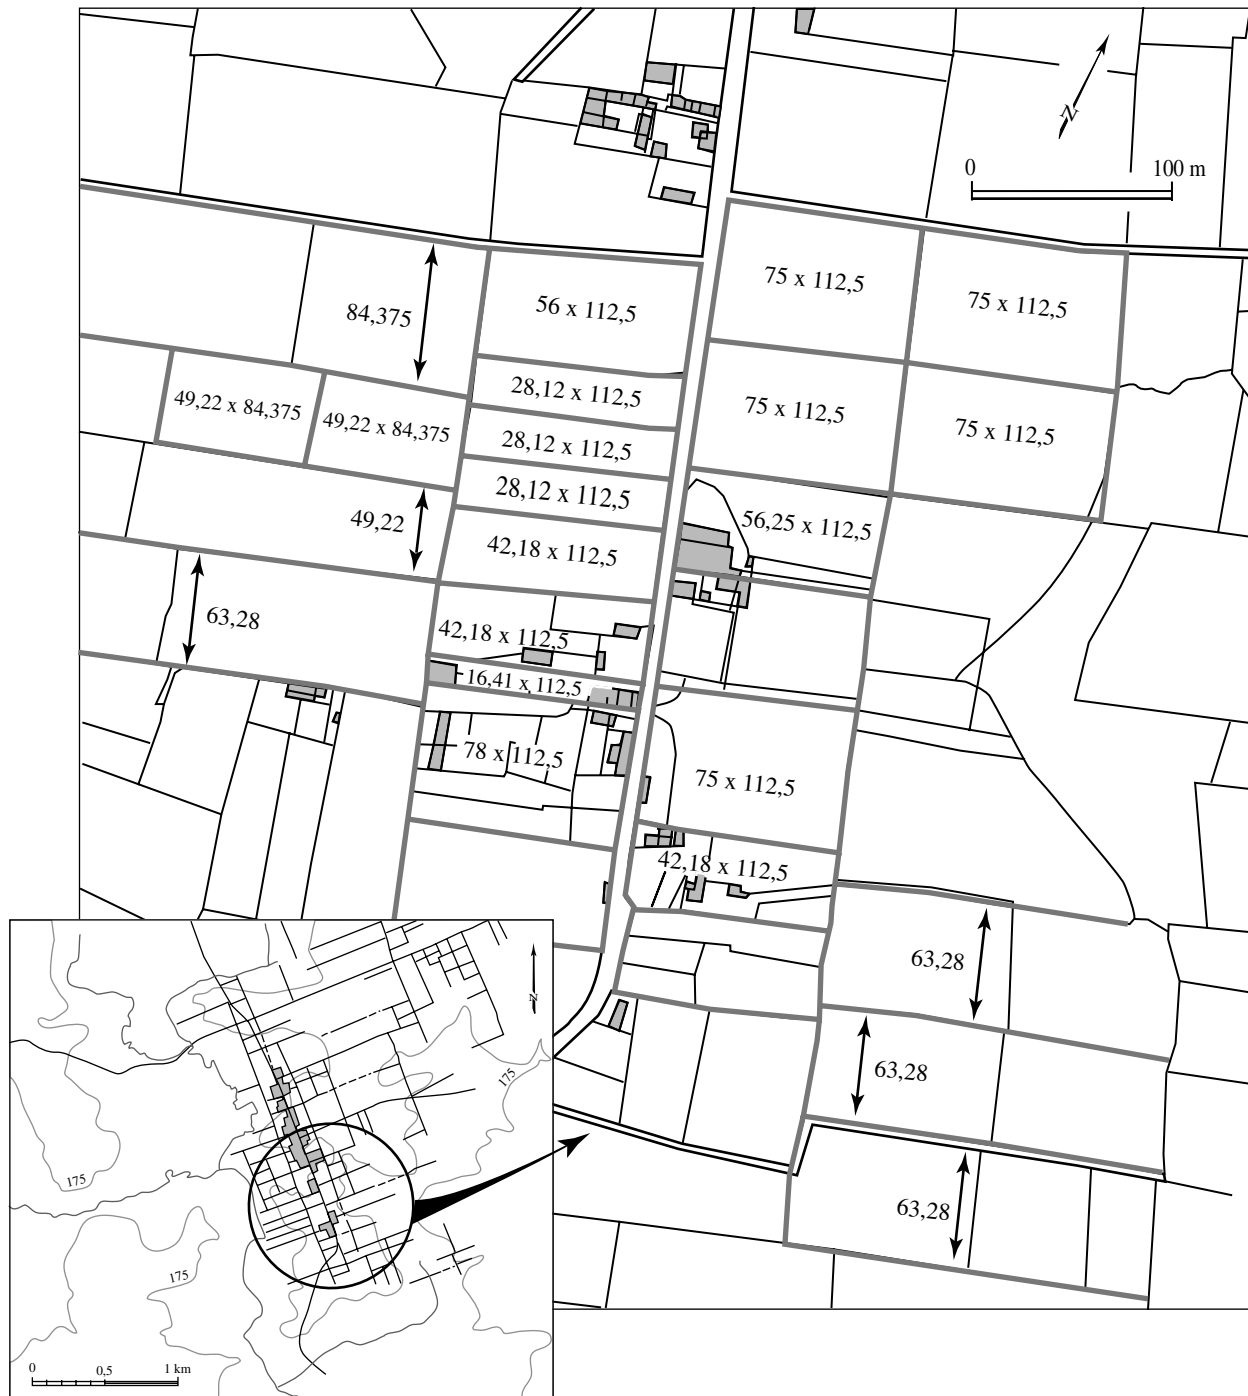 N
0 100 m
75 x 112,5
75 x 112,5
56 x 112,5
84,375
28,12 x 112,5
75 x 112,5
75 x 112,5
49,22 x 84,375
49,22 x 84,375
28,12 x 112,5
28,12 x 112,5
49,22
56,25 x 112,5
42,18 x 112,5
63,28
42,18 x 112,5
16,41 x 112,5
78 x 112,5
75 x 112,5
42,18 x 112,5
63,28
63,28
63,28
N
175
175
175
0 0,5 1 km